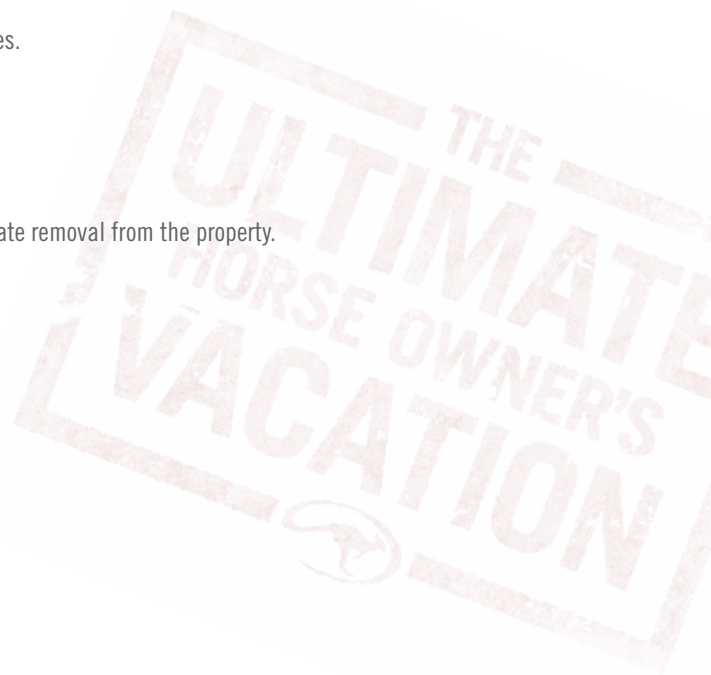 es.
ate removal from the property.
THE
ULTIMATE
HORSE OWNER'S
VACATION